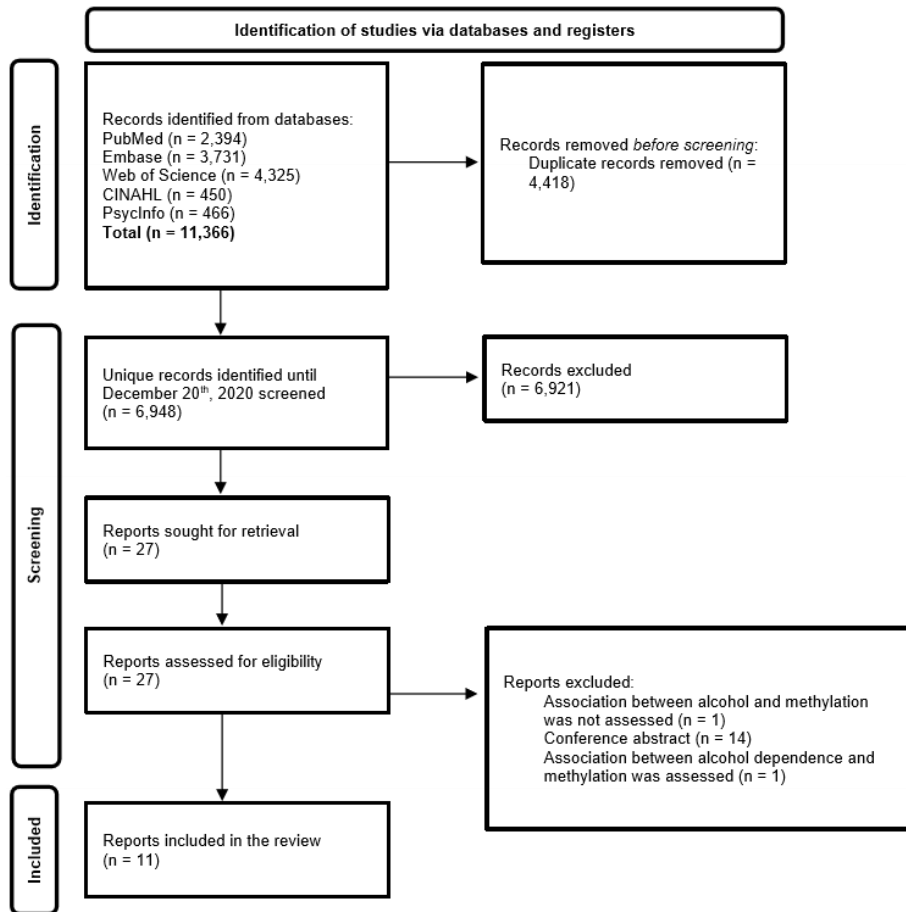 Identification of studies via databases and registers
Identification
Records identified from databases:
PubMed (n = 2,394)
Embase (n = 3,731)
Web of Science (n = 4,325)
CINAHL (n = 450)
PsycInfo (n = 466)
Total (n = 11,366)
Records removed before screening:
Duplicate records removed (n =
4,418)
Screening
Unique records identified until
December 20th, 2020 screened
(n = 6,948)
Records excluded
(n = 6,921)
Reports sought for retrieval
(n = 27)
Reports assessed for eligibility
(n = 27)
Reports excluded:
Association between alcohol and methylation
was not assessed (n = 1)
Conference abstract (n = 14)
Association between alcohol dependence and
methylation was assessed (n = 1)
Included
Reports included in the review
(n = 11)